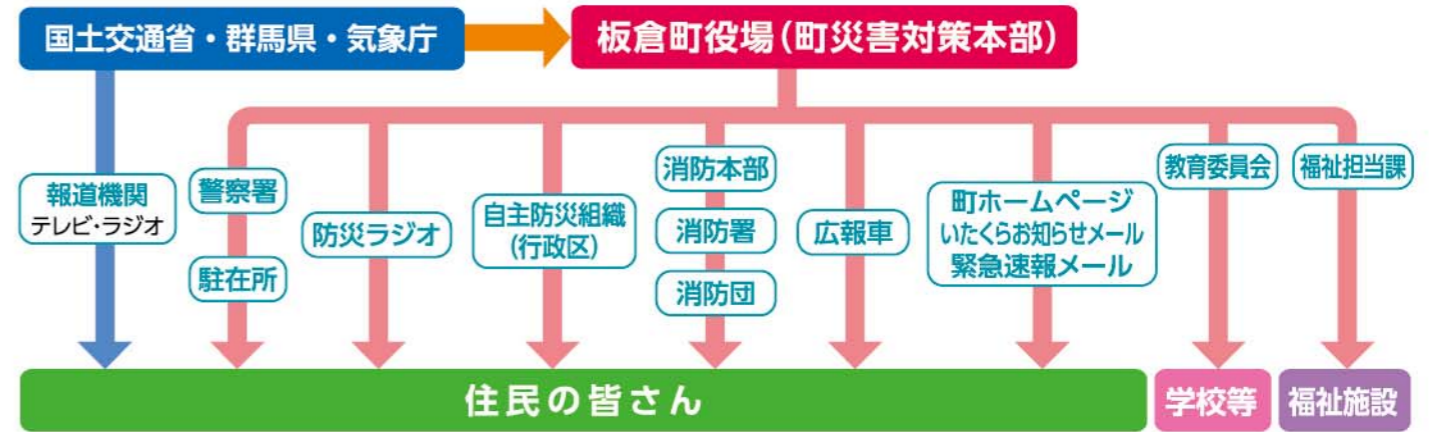 国土交通省・群馬県・気象庁
板倉町役場(町災害対策本部)
報道機関
テレビ・ラジオ
警察署
駐在所
防災ラジオ
自主防災組織
(行政区)
消防本部
消防署
消防団
広報車
町ホームページ
いたくらお知らせメール
緊急速報メール
教育委員会
福祉担当課
住民の皆さん
学校等
福祉施設